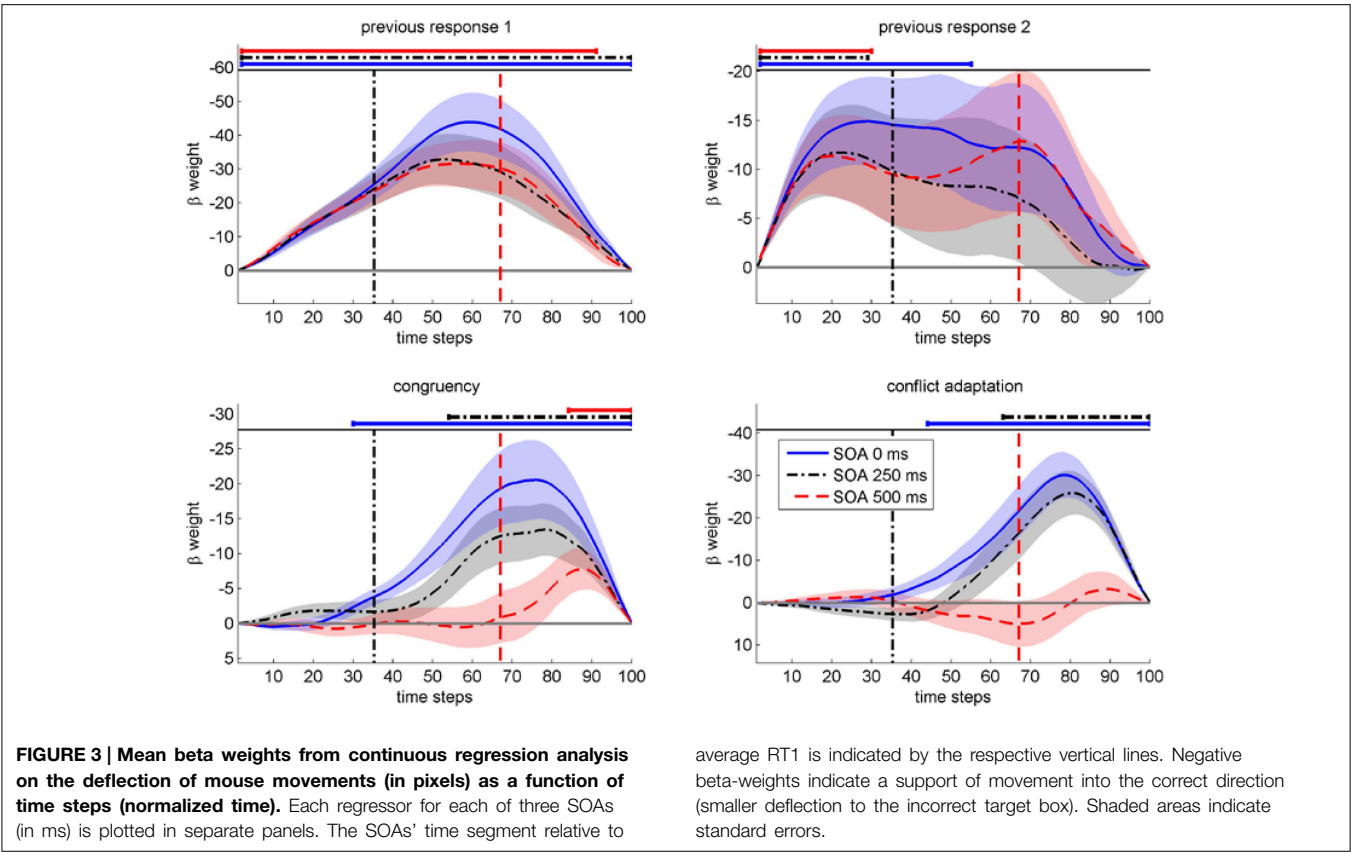 previous response 1
-60
-50
-40
-30
-20
-10
0
β weight
10 20 30 40 50 60 70 80 90 100
time steps
previous response 2
-20
-15
-10
-5
0
β weight
10 20 30 40 50 60 70 80 90 100
time steps
congruency
-30
-25
-20
-15
-10
-5
0
5
β weight
10 20 30 40 50 60 70 80 90 100
time steps
conflict adaptation
-40
-30
-20
-10
0
10
β weight
SOA 0 ms
SOA 250 ms
SOA 500 ms
10 20 30 40 50 60 70 80 90 100
time steps
FIGURE 3 | Mean beta weights from continuous regression analysis
on the deflection of mouse movements (in pixels) as a function of
time steps (normalized time). Each regressor for each of three SOAs
(in ms) is plotted in separate panels. The SOAs' time segment relative to
average RT1 is indicated by the respective vertical lines. Negative
beta-weights indicate a support of movement into the correct direction
(smaller deflection to the incorrect target box). Shaded areas indicate
standard errors.